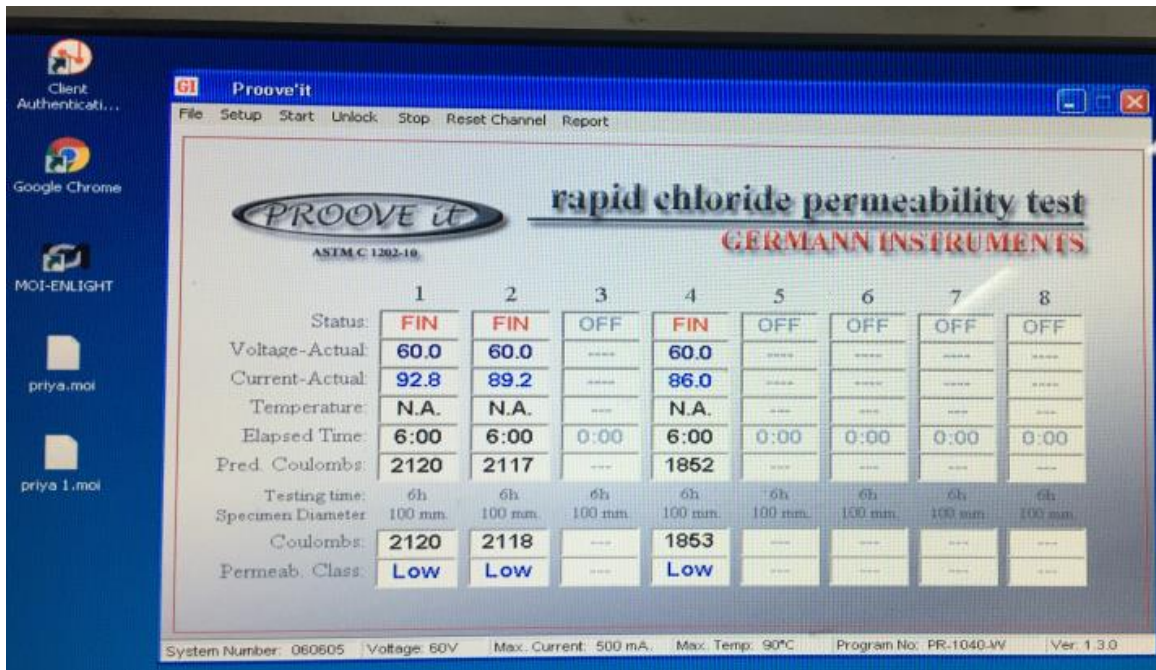 Client
Authenticati...
Google Chrome
MOI-ENLIGHT
priya.moi
priya 1.moi
GI Proove'it
File Setup Start Unlock Stop Reset Channel Report
PROOVE it
ASTM C 1202-10
rapid chloride permeability test
GERMANN INSTRUMENTS
1 2 3 4 5 6 7 8
Status: FIN FIN OFF FIN OFF OFF OFF OFF
Voltage-Actual: 60.0 60.0 ---- 60.0 ---- ---- ---- ----
Current-Actual: 92.8 89.2 ---- 86.0 ---- ---- ---- ----
Temperature: N.A. N.A. --- N.A. --- --- --- ---
Elapsed Time: 6:00 6:00 0:00 6:00 0:00 0:00 0:00 0:00
Pred. Coulombs: 2120 2117 --- 1852 --- --- --- ---
Testing time: 6h 6h 6h 6h 6h 6h 6h 6h
Specimen Diameter 100 mm. 100 mm. 100 mm. 100 mm. 100 mm. 100 mm. 100 mm. 100 mm.
Coulombs: 2120 2118 --- 1853 --- --- --- ---
Permeab. Class: Low Low --- Low --- --- --- ---
System Number: 060605 Voltage: 60V Max. Current: 500 mA. Max. Temp: 90°C Program No: PR-1040-W Ver: 1.3.0